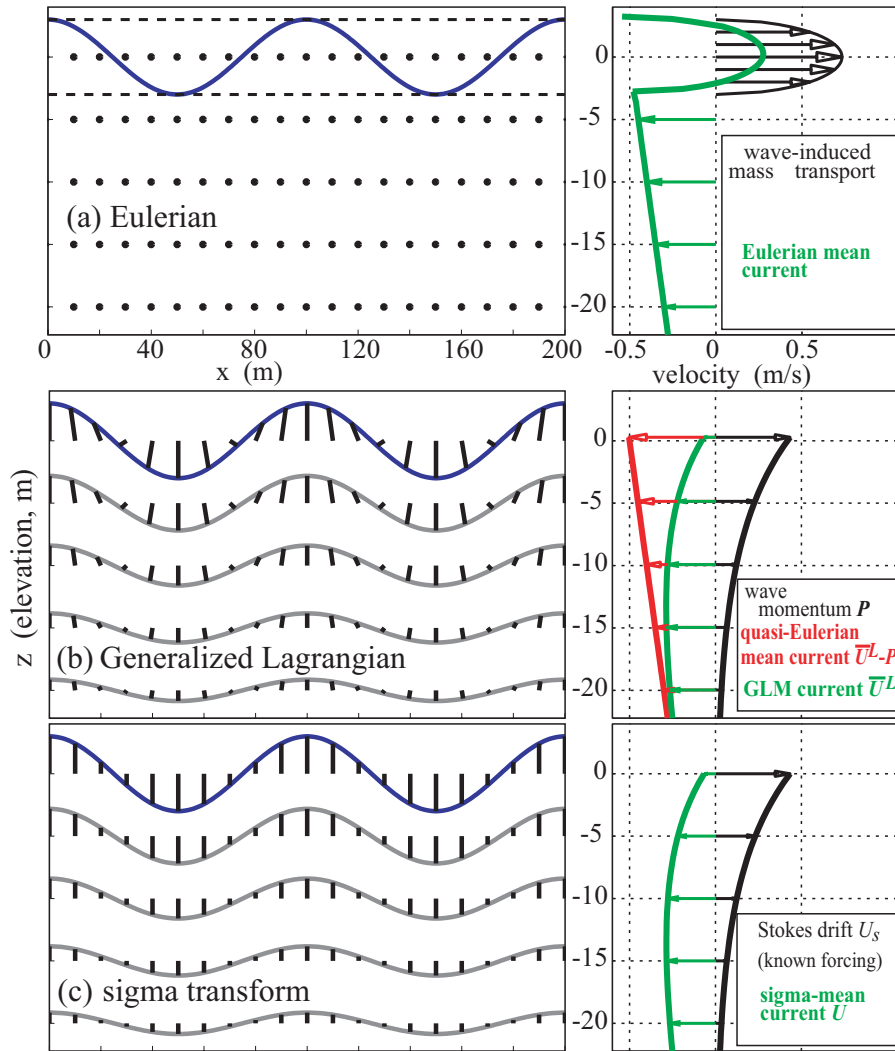 (a) Eulerian
0
-5
-10
-15
-20
wave-induced
mass transport
Eulerian mean
current
0 40 80 120 160 200
x (m)
-0.5 0 0.5
velocity (m/s)
z (elevation, m)
(b) Generalized Lagrangian
0
-5
-10
-15
-20
wave
momentum P
quasi-Eulerian
mean current U̅ᴸ-P
GLM current U̅ᴸ
(c) sigma transform
0
-5
-10
-15
-20
Stokes drift Uₛ
(known forcing)
sigma-mean
current U